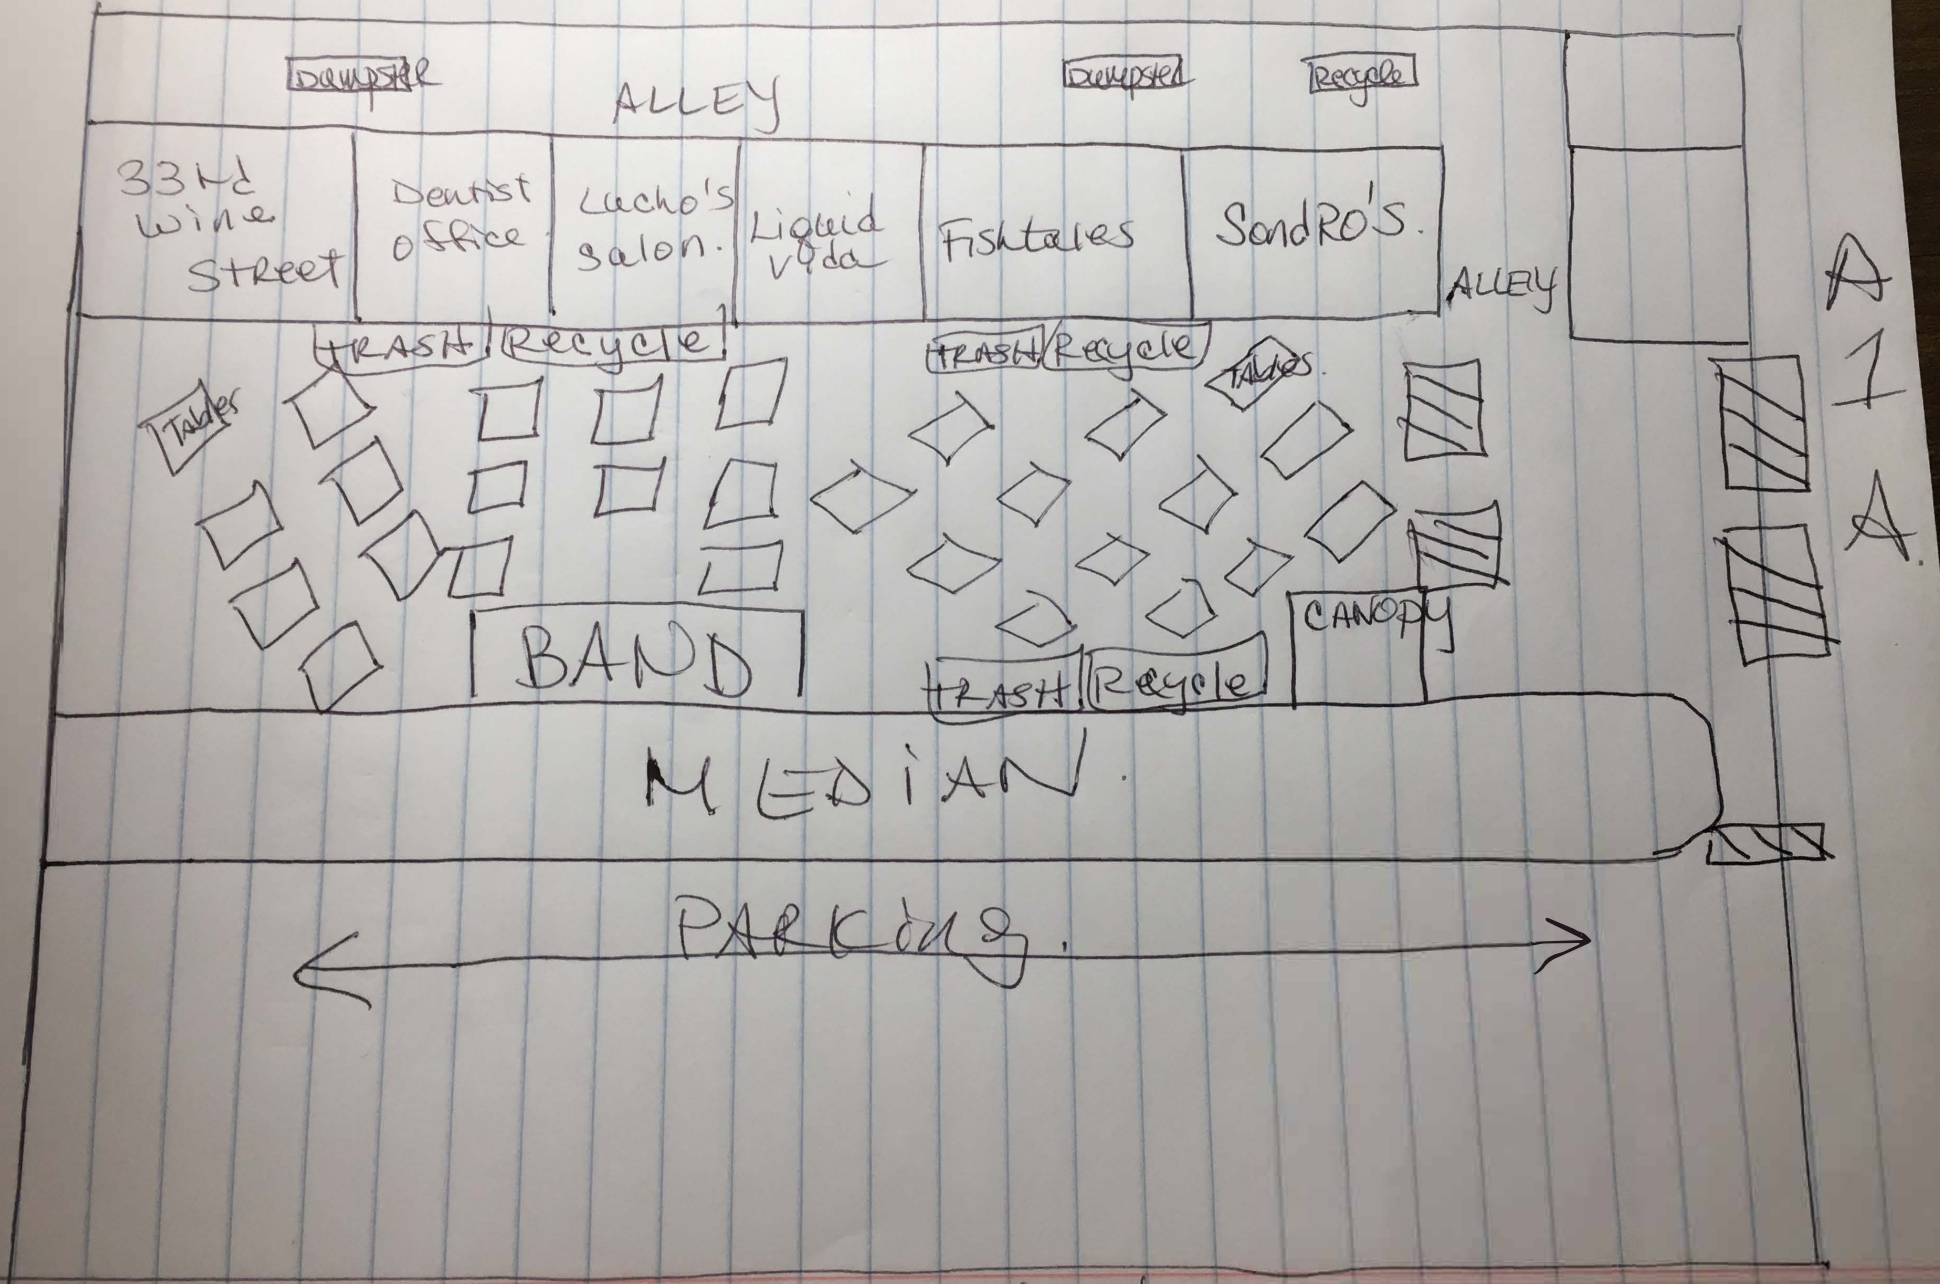 Dumpster
ALLEY
Dumpster
Recycle
33rd
Wine
Street
Dentist
office
Lucho's
salon.
Liquid
vida
Fishtales
SandRO'S.
ALLEY
A
1
A.
TRASH
Recycle
TRASH
Recycle
Tables
TABLES.
BAND
TRASH
Recycle
CANOPY
MEDiAN.
PARKing.